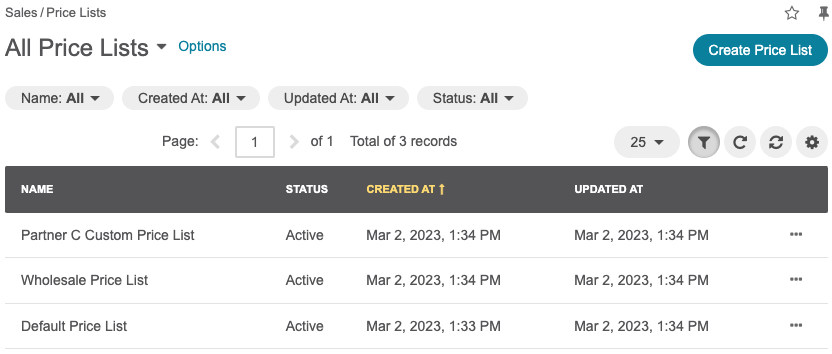 Sales / Price Lists
All Price Lists Options Create Price List
Name: All Created At: All Updated At: All Status: All
Page: 1 of 1 Total of 3 records 25
NAME STATUS CREATED AT ↑ UPDATED AT
Partner C Custom Price List Active Mar 2, 2023, 1:34 PM Mar 2, 2023, 1:34 PM
Wholesale Price List Active Mar 2, 2023, 1:34 PM Mar 2, 2023, 1:34 PM
Default Price List Active Mar 2, 2023, 1:33 PM Mar 2, 2023, 1:34 PM